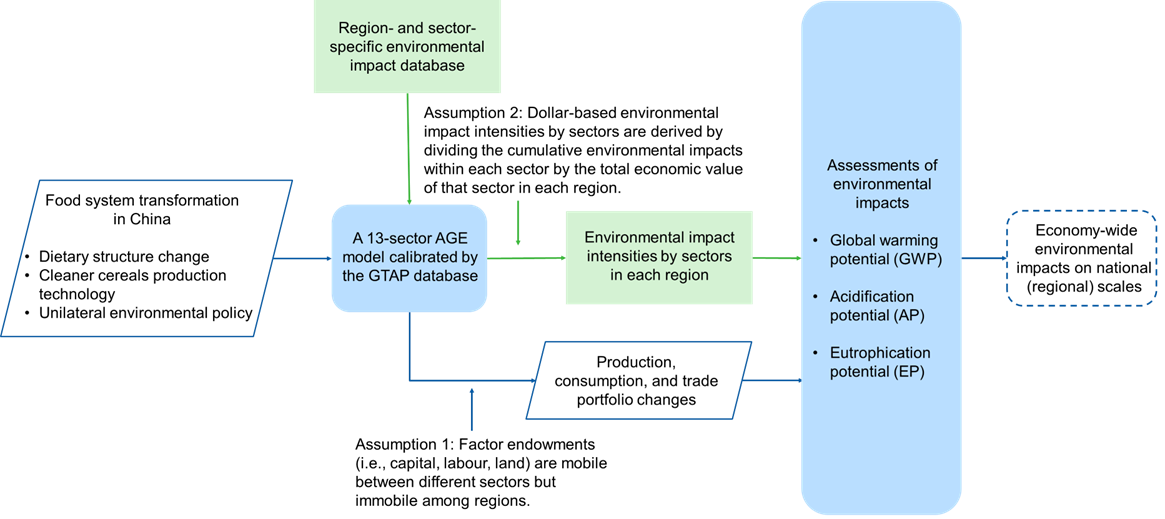 Region- and sector-
specific environmental
impact database
Assumption 2: Dollar-based environmental
impact intensities by sectors are derived by
dividing the cumulative environmental impacts
within each sector by the total economic value
of that sector in each region.
Food system transformation
in China
• Dietary structure change
• Cleaner cereals production
technology
• Unilateral environmental policy
A 13-sector AGE
model calibrated by
the GTAP database
Environmental impact
intensities by sectors
in each region
Production,
consumption, and trade
portfolio changes
Assumption 1: Factor endowments
(i.e., capital, labour, land) are mobile
between different sectors but
immobile among regions.
Assessments of
environmental
impacts
• Global warming
potential (GWP)
• Acidification
potential (AP)
• Eutrophication
potential (EP)
Economy-wide
environmental
impacts on national
(regional) scales